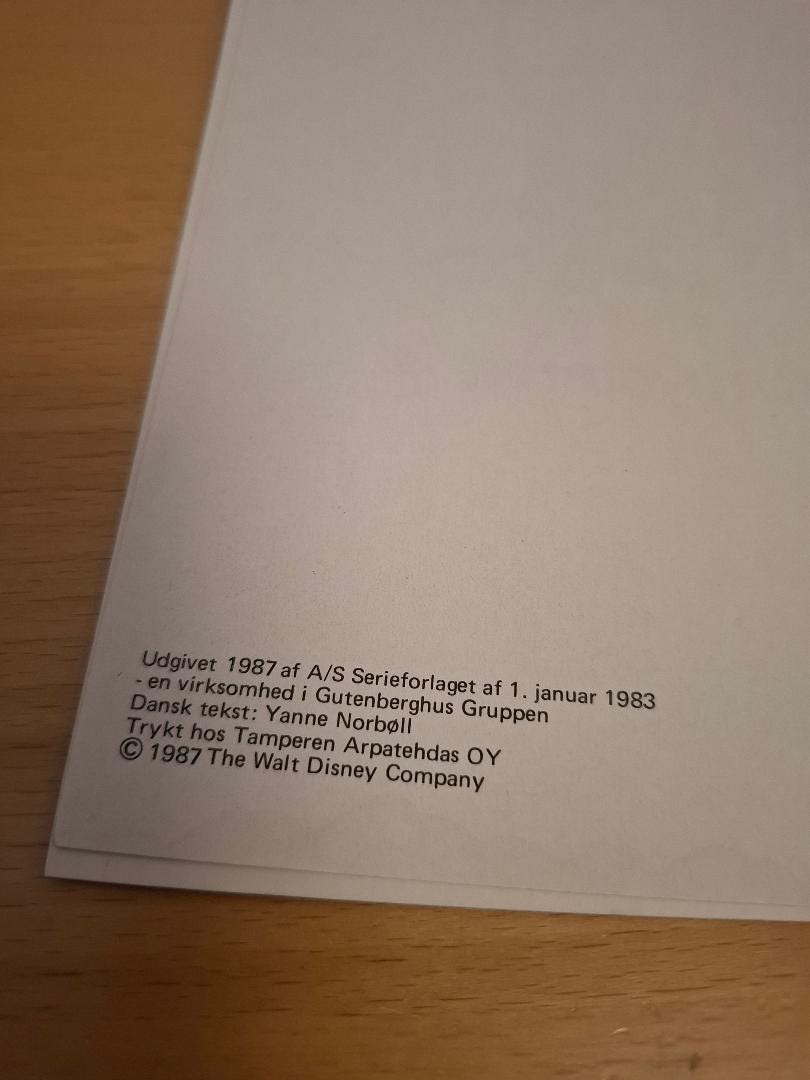 Udgivet 1987 af A/S Serieforlaget af 1. januar 1983
- en virksomhed i Gutenberghus Gruppen
Dansk tekst: Yanne Norbøll
Trykt hos Tamperen Arpatehdas OY
© 1987 The Walt Disney Company